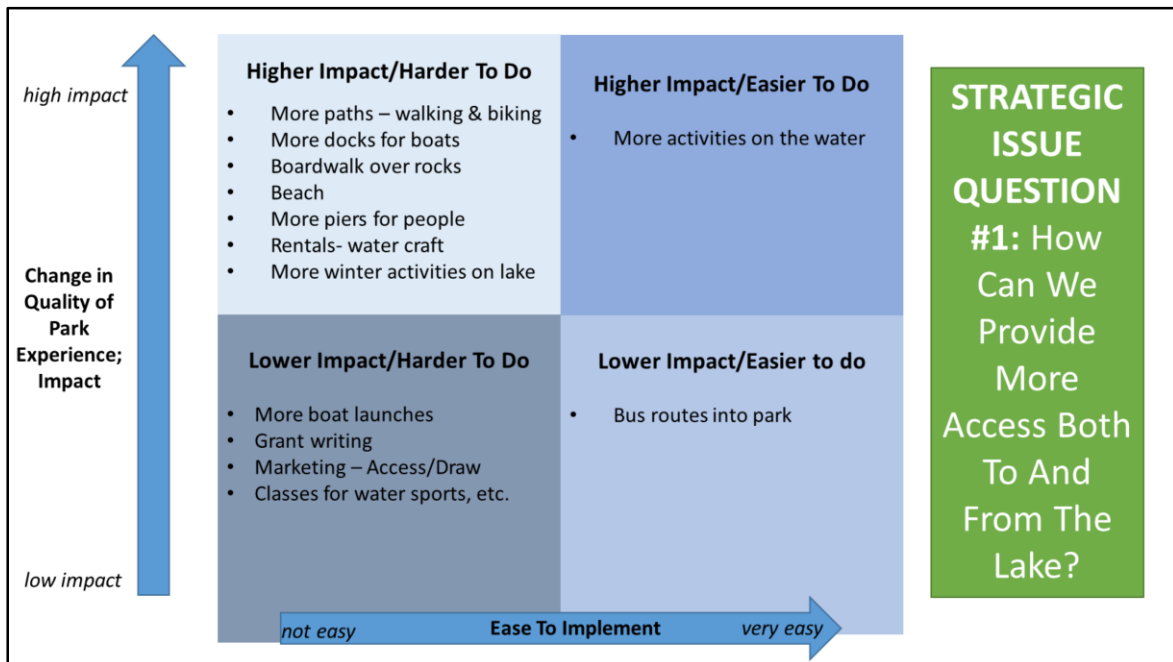 high impact
Change in
Quality of
Park
Experience;
Impact
low impact
Higher Impact/Harder To Do
• More paths – walking & biking
• More docks for boats
• Boardwalk over rocks
• Beach
• More piers for people
• Rentals- water craft
• More winter activities on lake
Higher Impact/Easier To Do
• More activities on the water
Lower Impact/Harder To Do
• More boat launches
• Grant writing
• Marketing – Access/Draw
• Classes for water sports, etc.
Lower Impact/Easier to do
• Bus routes into park
not easy Ease To Implement very easy
STRATEGIC
ISSUE
QUESTION
#1: How
Can We
Provide
More
Access Both
To And
From The
Lake?